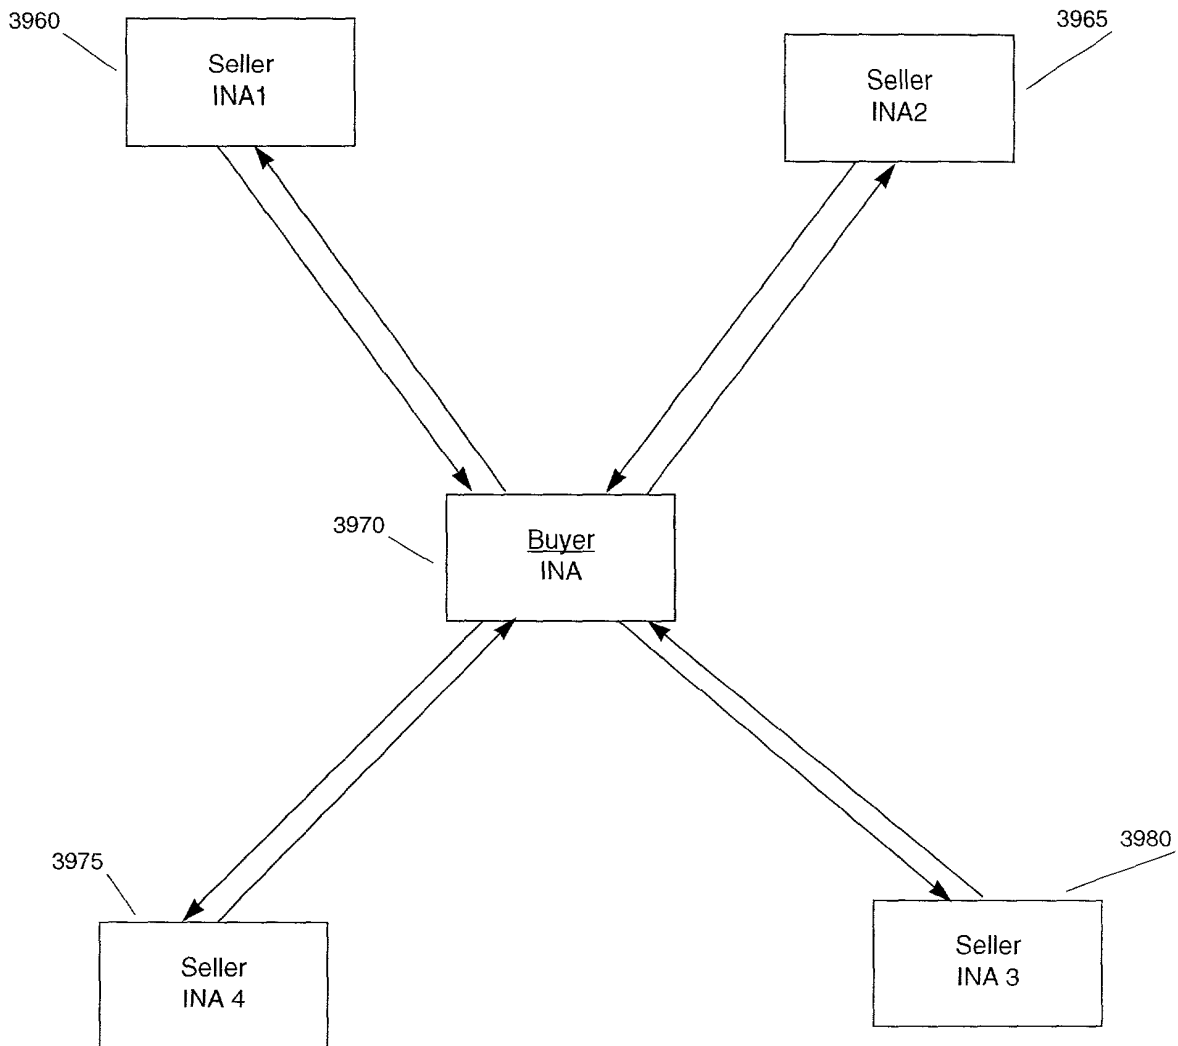 3960
Seller
INA1
3965
Seller
INA2
3970
Buyer
INA
3975
Seller
INA 4
3980
Seller
INA 3